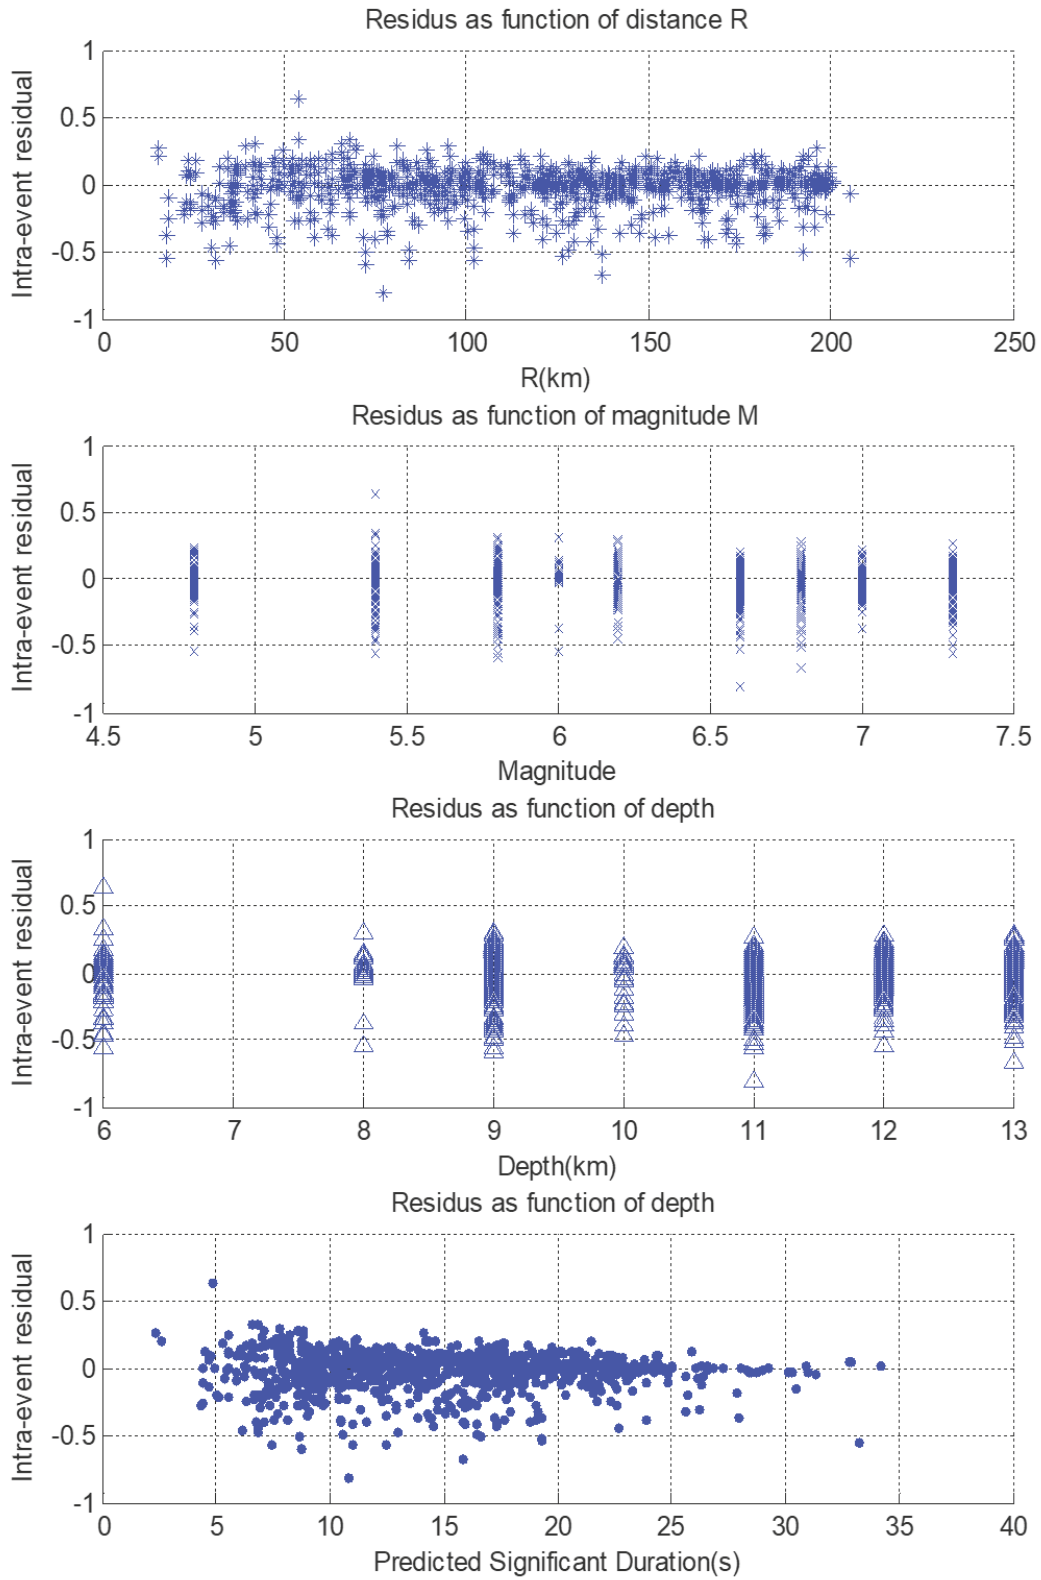 Residus as function of distance R
Intra-event residual
1
0.5
0
-0.5
-1
0 50 100 150 200 250
R(km)
Residus as function of magnitude M
Intra-event residual
1
0.5
0
-0.5
-1
4.5 5 5.5 6 6.5 7 7.5
Magnitude
Residus as function of depth
Intra-event residual
1
0.5
0
-0.5
-1
6 7 8 9 10 11 12 13
Depth(km)
Residus as function of depth
Intra-event residual
1
0.5
0
-0.5
-1
0 5 10 15 20 25 30 35 40
Predicted Significant Duration(s)